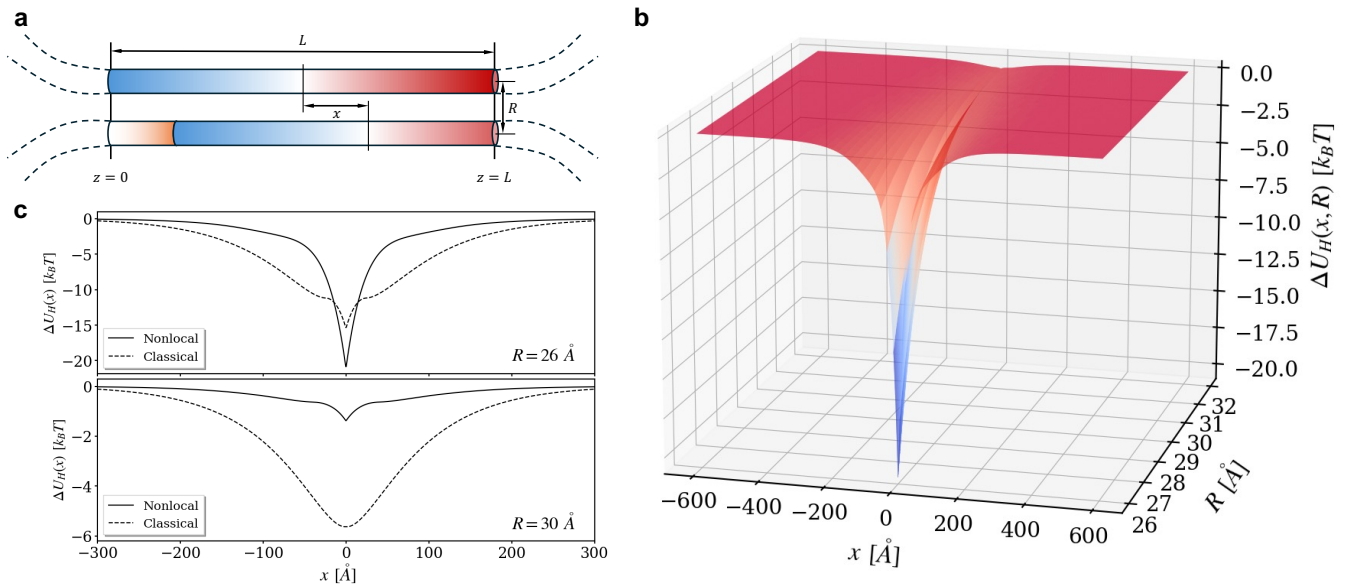 a
L
x
R
z = 0
z = L
b
0.0
−2.5
−5.0
−7.5
−10.0
−12.5
−15.0
−17.5
−20.0
ΔU_H(x, R) [k_BT]
−600
−400
−200
0
200
400
600
x [Å]
26
27
28
29
30
31
32
R [Å]
c
0
−5
−10
−15
−20
ΔU_H(x) [k_BT]
Nonlocal
Classical
R = 26 Å
0
−2
−4
−6
ΔU_H(x) [k_BT]
Nonlocal
Classical
R = 30 Å
−300
−200
−100
0
100
200
300
x [Å]